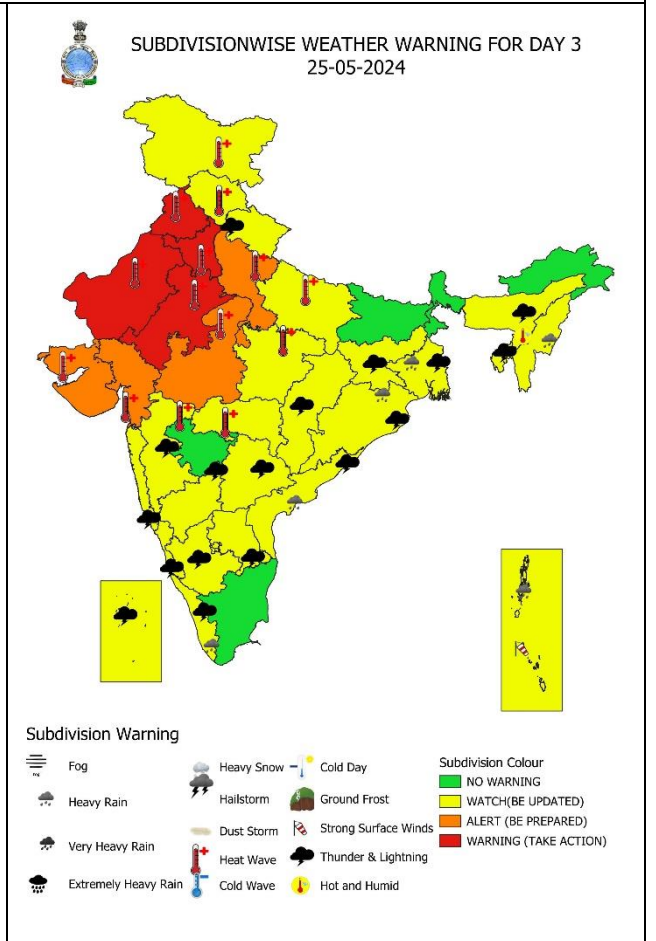 SUBDIVISIONWISE WEATHER WARNING FOR DAY 3
25-05-2024
Subdivision Warning
Fog
Heavy Rain
Very Heavy Rain
Extremely Heavy Rain
Heavy Snow
Hailstorm
Dust Storm
Heat Wave
Cold Wave
Cold Day
Ground Frost
Strong Surface Winds
Thunder & Lightning
Hot and Humid
Subdivision Colour
NO WARNING
WATCH(BE UPDATED)
ALERT (BE PREPARED)
WARNING (TAKE ACTION)